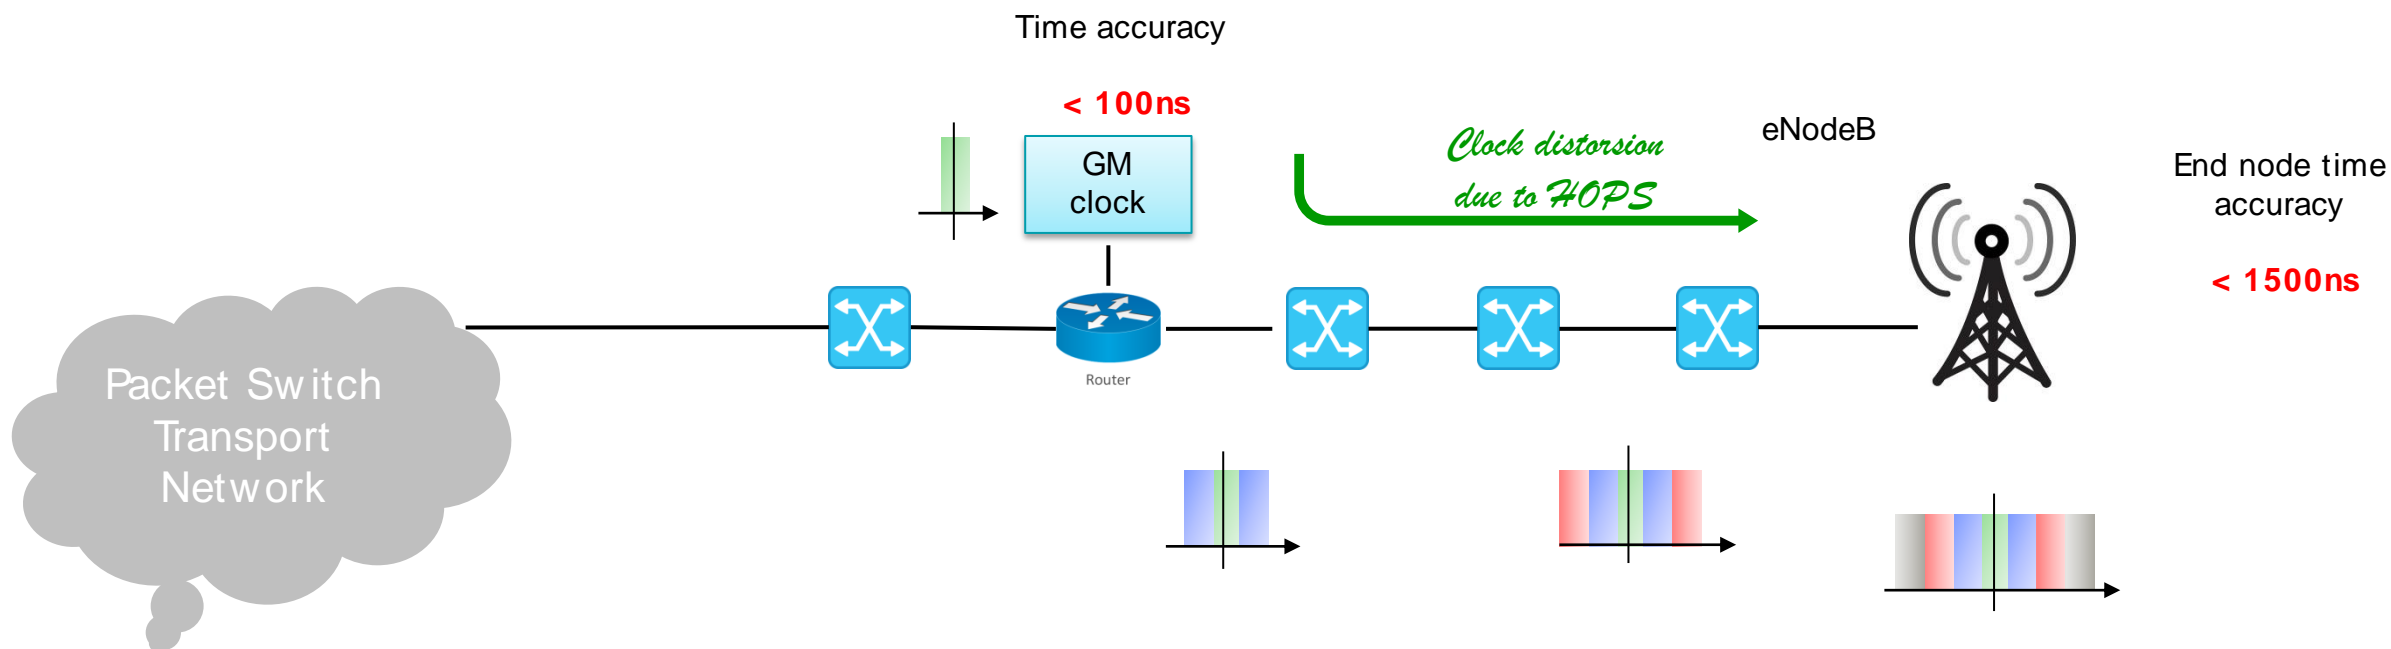 Time accuracy
< 100ns
GM
clock
Clock distorsion
due to HOPS
eNodeB
End node time
accuracy
< 1500ns
Router
Packet Switch
Transport
Network